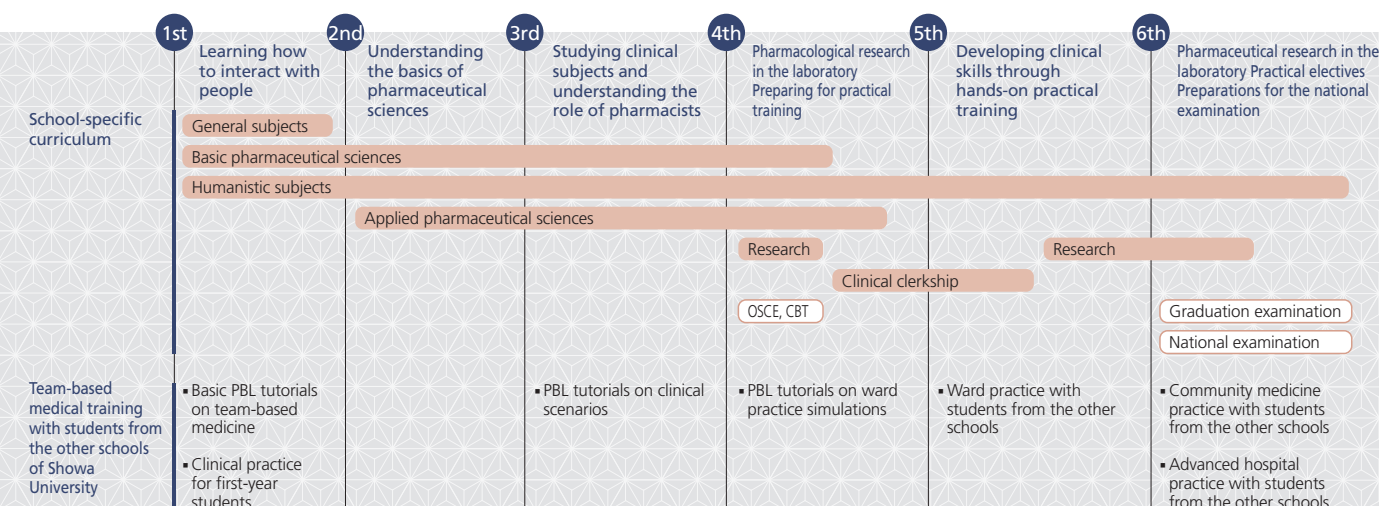 1st
2nd
3rd
4th
5th
6th
Learning how
to interact with
people
Understanding
the basics of
pharmaceutical
sciences
Studying clinical
subjects and
understanding the
role of pharmacists
Pharmacological research
in the laboratory
Preparing for practical
training
Developing clinical
skills through
hands-on practical
training
Pharmaceutical research in the
laboratory Practical electives
Preparations for the national
examination
School-specific
curriculum
General subjects
Basic pharmaceutical sciences
Humanistic subjects
Applied pharmaceutical sciences
Research
Research
Clinical clerkship
OSCE, CBT
Graduation examination
National examination
Team-based
medical training
with students from
the other schools
of Showa
University
▪ Basic PBL tutorials
on team-based
medicine
▪ Clinical practice
for first-year
students
▪ PBL tutorials on clinical
scenarios
▪ PBL tutorials on ward
practice simulations
▪ Ward practice with
students from the other
schools
▪ Community medicine
practice with students
from the other schools
▪ Advanced hospital
practice with students
from the other schools